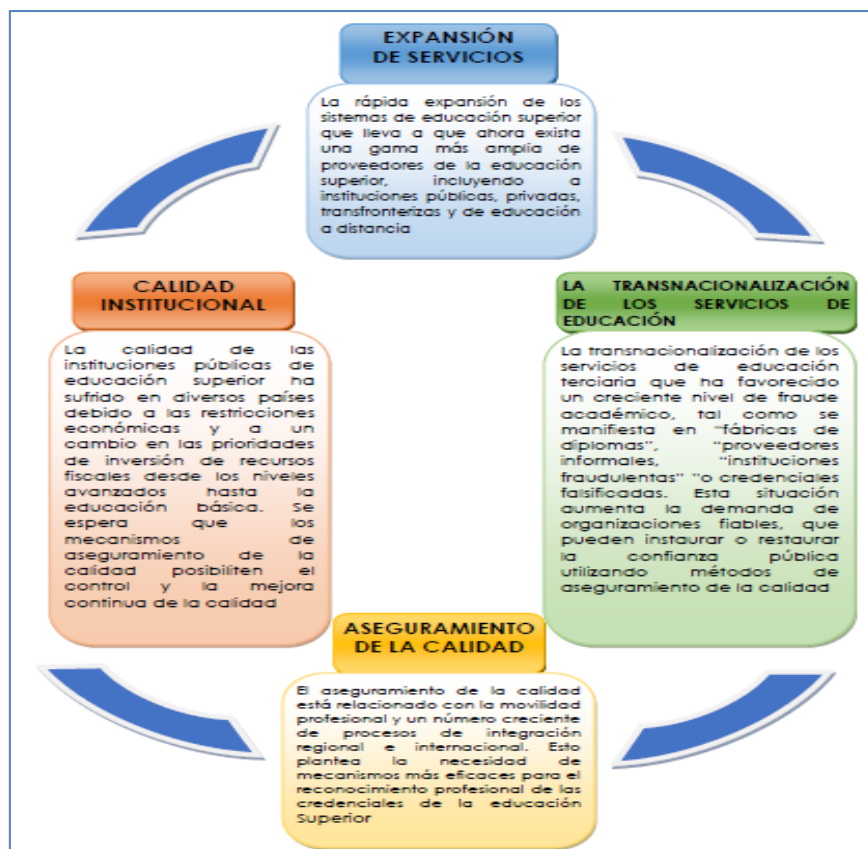 EXPANSIÓN
DE SERVICIOS
La rápida expansión de los
sistemas de educación superior
que lleva a que ahora exista
una gama más amplia de
proveedores de la educación
superior, incluyendo a
instituciones públicas, privadas,
transfronterizas y de educación
a distancia
CALIDAD
INSTITUCIONAL
La calidad de las
instituciones públicas de
educación superior ha
sufrido en diversos países
debido a las restricciones
económicas y a un
cambio en las prioridades
de inversión de recursos
fiscales desde los niveles
avanzados hasta la
educación básica. Se
espera que los
mecanismos de
aseguramiento de la
calidad posibiliten el
control y la mejora
continua de la calidad
LA TRANSNACIONALIZACIÓN
DE LOS SERVICIOS DE
EDUCACIÓN
La transnacionalización de los
servicios de educación
terciaria que ha favorecido
un creciente nivel de fraude
académico, tal como se
manifiesta en "fábricas de
diplomas", "proveedores
informales, "instituciones
fraudulentas" "o credenciales
falsificadas. Esta situación
aumenta la demanda de
organizaciones fiables, que
pueden instaurar o restaurar
la confianza pública
utilizando métodos de
aseguramiento de la calidad
ASEGURAMIENTO
DE LA CALIDAD
El aseguramiento de la calidad
está relacionado con la movilidad
profesional y un número creciente
de procesos de integración
regional e internacional. Esto
plantea la necesidad de
mecanismos más eficaces para el
reconocimiento profesional de las
credenciales de la educación
Superior